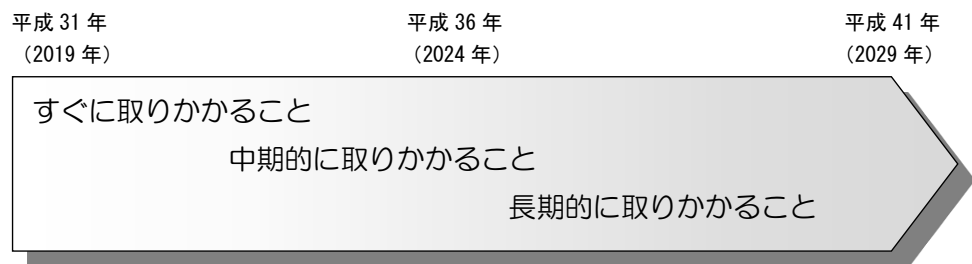 平成 31 年 平成 36 年 平成 41 年
（2019 年） （2024 年） （2029 年）
すぐに取りかかること
中期的に取りかかること
長期的に取りかかること